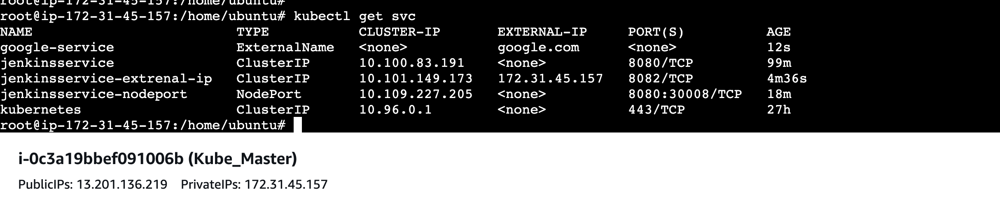 root@ip-172-31-45-157:/home/ubuntu#
root@ip-172-31-45-157:/home/ubuntu# kubectl get svc
NAME TYPE CLUSTER-IP EXTERNAL-IP PORT(S) AGE
google-service ExternalName <none> google.com <none> 12s
jenkinsservice ClusterIP 10.100.83.191 <none> 8080/TCP 99m
jenkinsservice-extrenal-ip ClusterIP 10.101.149.173 172.31.45.157 8082/TCP 4m36s
jenkinsservice-nodeport NodePort 10.109.227.205 <none> 8080:30008/TCP 18m
kubernetes ClusterIP 10.96.0.1 <none> 443/TCP 27h
root@ip-172-31-45-157:/home/ubuntu#
i-0c3a19bbef091006b (Kube_Master)
PublicIPs: 13.201.136.219 PrivateIPs: 172.31.45.157